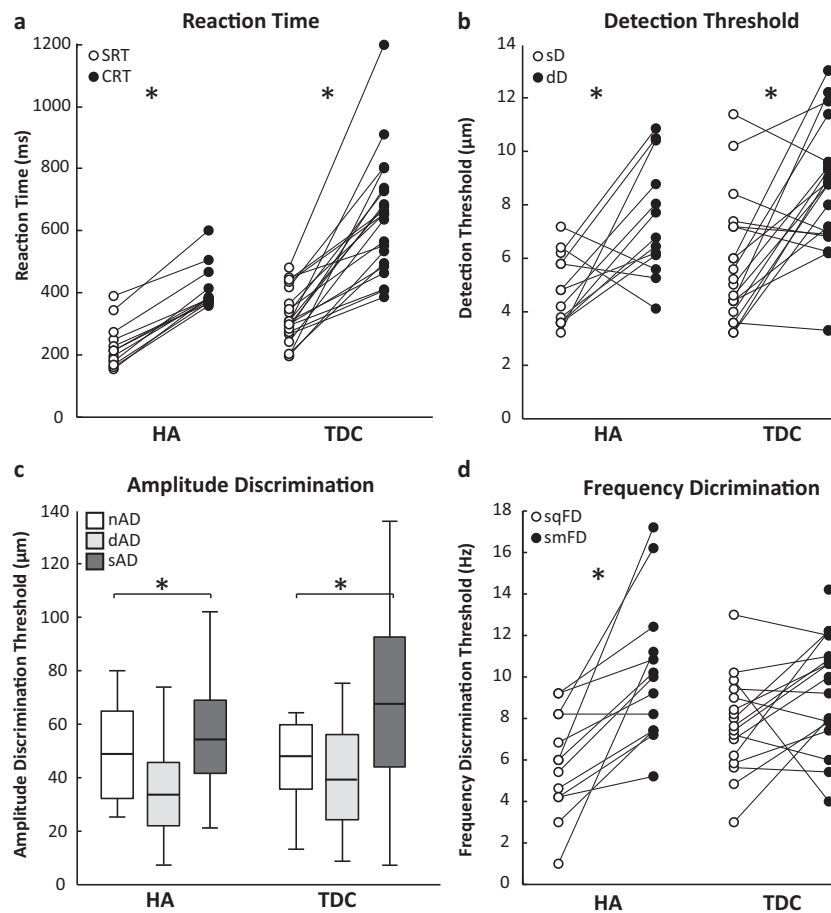 a
Reaction Time
SRT
CRT
*
*
Reaction Time (ms)
1200
1000
800
600
400
200
0
HA
TDC
b
Detection Threshold
sD
dD
*
*
Detection Threshold (μm)
14
12
10
8
6
4
2
0
HA
TDC
c
Amplitude Discrimination
nAD
dAD
sAD
*
*
Amplitude Discrimination Threshold (μm)
140
120
100
80
60
40
20
0
HA
TDC
d
Frequency Dicrimination
sqFD
smFD
*
Frequency Discrmination Threshold (Hz)
18
16
14
12
10
8
6
4
2
0
HA
TDC